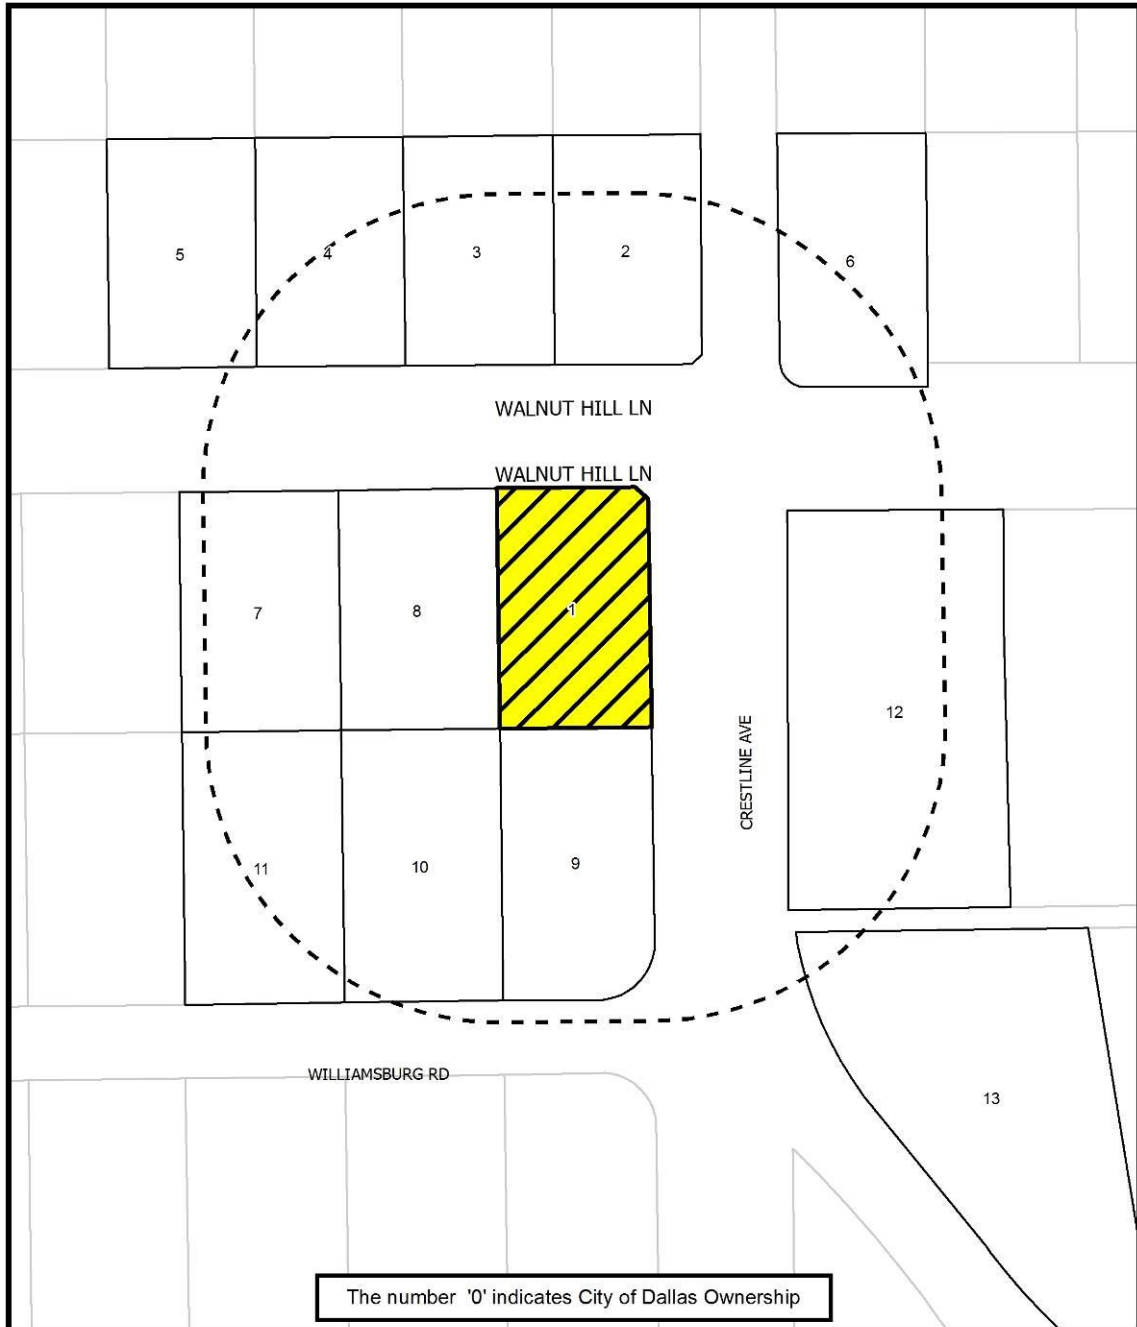 5
4
3
2
6
WALNUT HILL LN
WALNUT HILL LN
7
8
1
12
CRESTLINE AVE
11
10
9
WILLIAMSBURG RD
13
The number '0' indicates City of Dallas Ownership